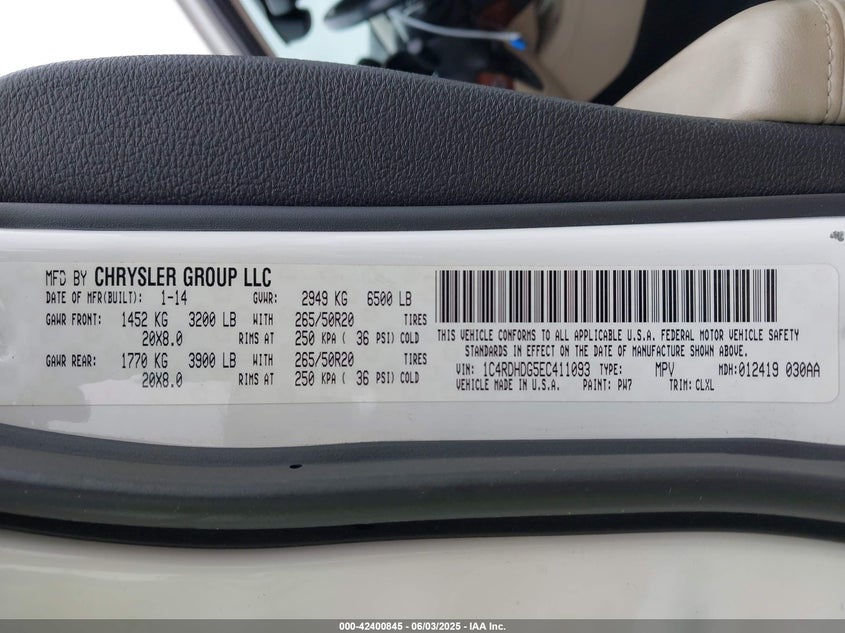 MFD BY CHRYSLER GROUP LLC
DATE OF MFR(BUILT): 1-14 GVWR: 2949 KG 6500 LB
GAWR FRONT: 1452 KG 3200 LB WITH 265/50R20 TIRES
20X8.0 RIMS AT 250 KPA ( 36 PSI) COLD
GAWR REAR: 1770 KG 3900 LB WITH 265/50R20 TIRES
20X8.0 RIMS AT 250 KPA ( 36 PSI) COLD
THIS VEHICLE CONFORMS TO ALL APPLICABLE U.S.A. FEDERAL MOTOR VEHICLE SAFETY
STANDARDS IN EFFECT ON THE DATE OF MANUFACTURE SHOWN ABOVE.
VIN: 1C4RDHDG5EC411093 TYPE: MPV MDH:012419 030AA
VEHICLE MADE IN U.S.A. PAINT: PW7 TRIM: CLXL
000-42400845 - 06/03/2025 - IAA Inc.